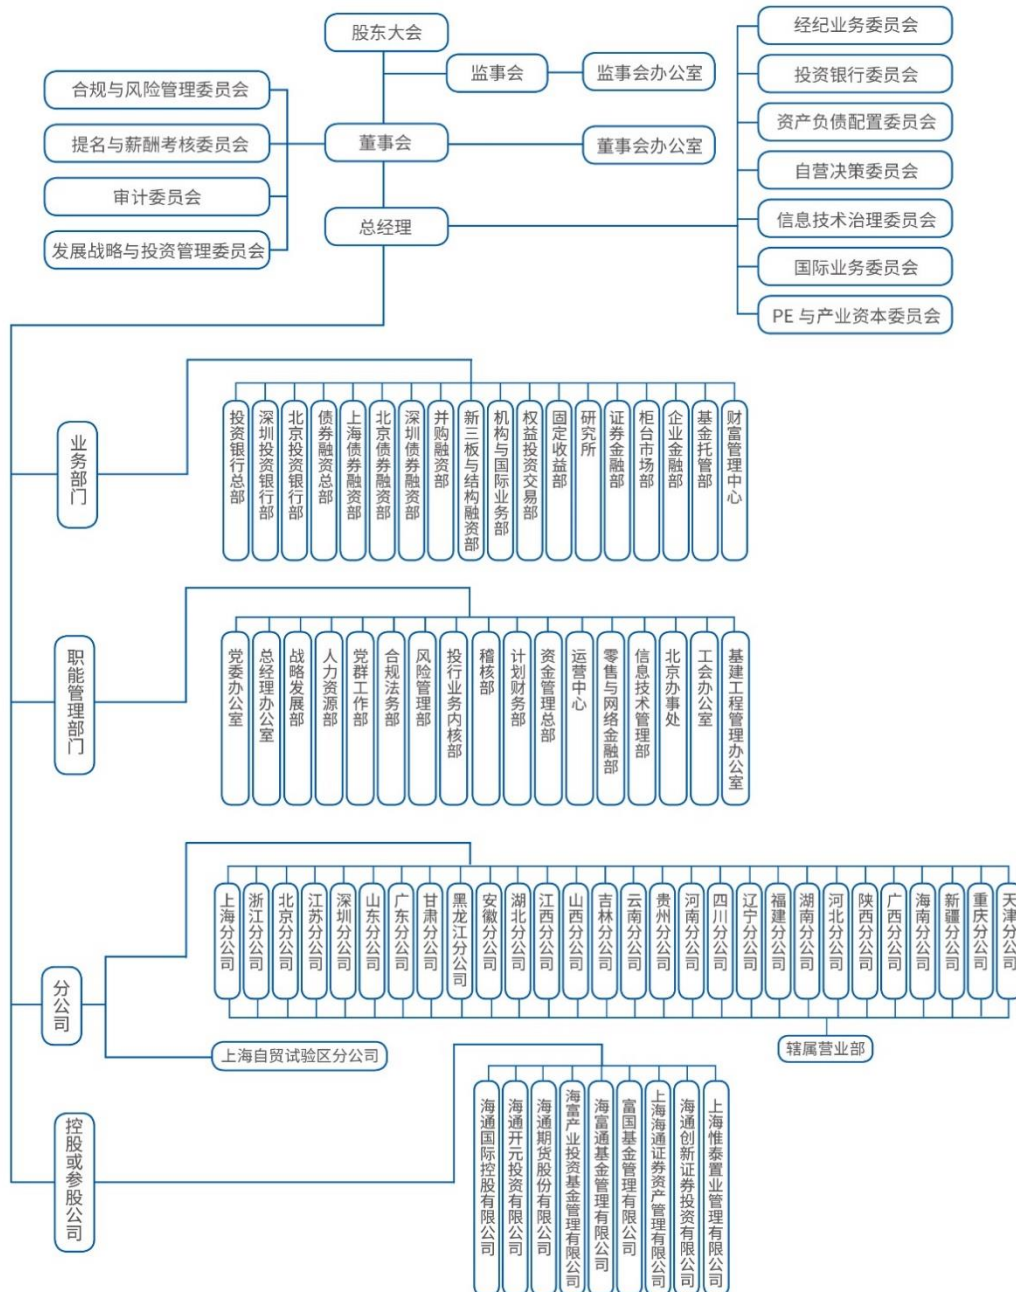 股东大会
监事会
监事会办公室
合规与风险管理委员会
提名与薪酬考核委员会
审计委员会
发展战略与投资管理委员会
董事会
董事会办公室
总经理
经纪业务委员会
投资银行委员会
资产负债配置委员会
自营决策委员会
信息技术治理委员会
国际业务委员会
PE 与产业资本委员会
业务部门
投资银行总部
深圳投资银行部
北京投资银行部
债券融资总部
上海债券融资部
北京债券融资部
深圳债券融资部
并购融资部
新三板与结构融资部
机构与国际业务部
权益投资交易部
固定收益部
研究所
证券金融部
柜台市场部
企业金融部
基金托管部
财富管理中心
职能管理部门
党委办公室
总经理办公室
战略发展部
人力资源部
党群工作部
合规法务部
风险管理部
投行业务内核部
稽核部
计划财务部
资金管理总部
运营中心
零售与网络金融部
信息技术管理部
北京办事处
工会办公室
基建工程管理办公室
分公司
上海分公司
浙江分公司
北京分公司
江苏分公司
深圳分公司
山东分公司
广东分公司
甘肃分公司
黑龙江分公司
安徽分公司
湖北分公司
江西分公司
山西分公司
吉林分公司
云南分公司
贵州分公司
河南分公司
四川分公司
辽宁分公司
福建分公司
湖南分公司
河北分公司
陕西分公司
广西分公司
海南分公司
新疆分公司
重庆分公司
天津分公司
辖属营业部
上海自贸试验区分公司
控股或参股公司
海通国际控股有限公司
海通开元投资有限公司
海通期货股份有限公司
海富产业投资基金管理有限公司
海富通基金管理有限公司
富国基金管理有限公司
上海海通证券资产管理有限公司
海通创新证券投资有限公司
上海惟泰置业管理有限公司